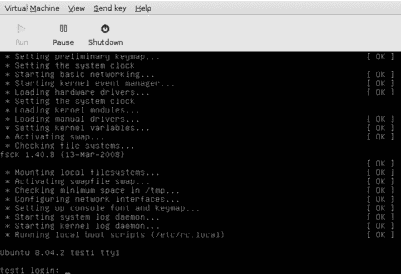 Virtual Machine View Send key Help
Run Pause Shutdown
* Setting preliminary keymap... [ OK ]
* Setting the system clock
* Starting basic networking... [ OK ]
* Starting kernel event manager... [ OK ]
* Loading hardware drivers... [ OK ]
* Setting the system clock
* Loading kernel modules...
* Loading manual drivers... [ OK ]
* Setting kernel variables... [ OK ]
* Activating swap... [ OK ]
* Checking file systems...
fsck 1.40.8 (13-Mar-2008)
[ OK ]
* Mounting local filesystems... [ OK ]
* Activating swapfile swap... [ OK ]
* Checking minimum space in /tmp... [ OK ]
* Configuring network interfaces... [ OK ]
* Setting up console font and keymap... [ OK ]
* Starting system log daemon... [ OK ]
* Starting kernel log daemon... [ OK ]
* Running local boot scripts (/etc/rc.local) [ OK ]
Ubuntu 8.04.2 test1 tty1
test1 login: _